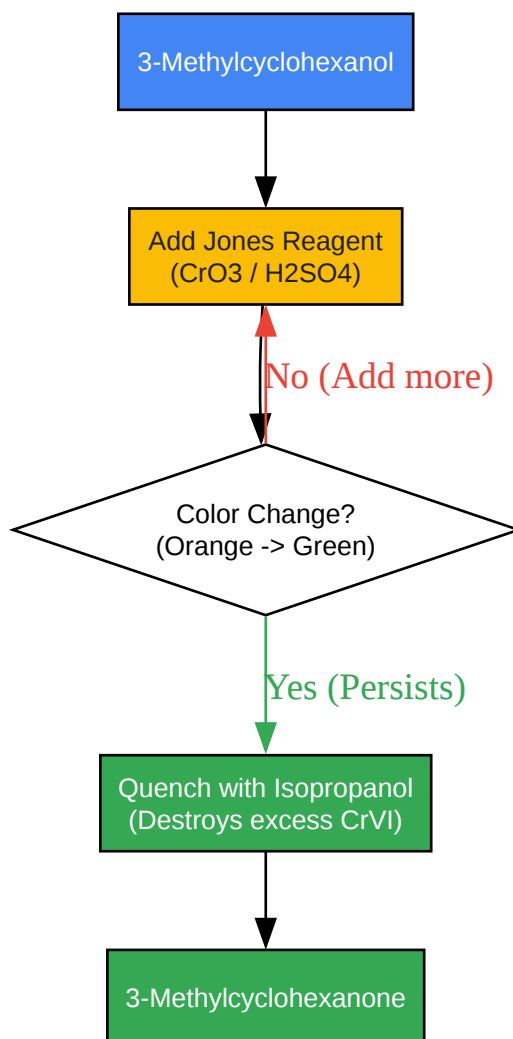 3-Methylcyclohexanol
Add Jones Reagent
(CrO3 / H2SO4)
No (Add more)
Color Change?
(Orange -> Green)
Yes (Persists)
Quench with Isopropanol
(Destroys excess CrVI)
3-Methylcyclohexanone